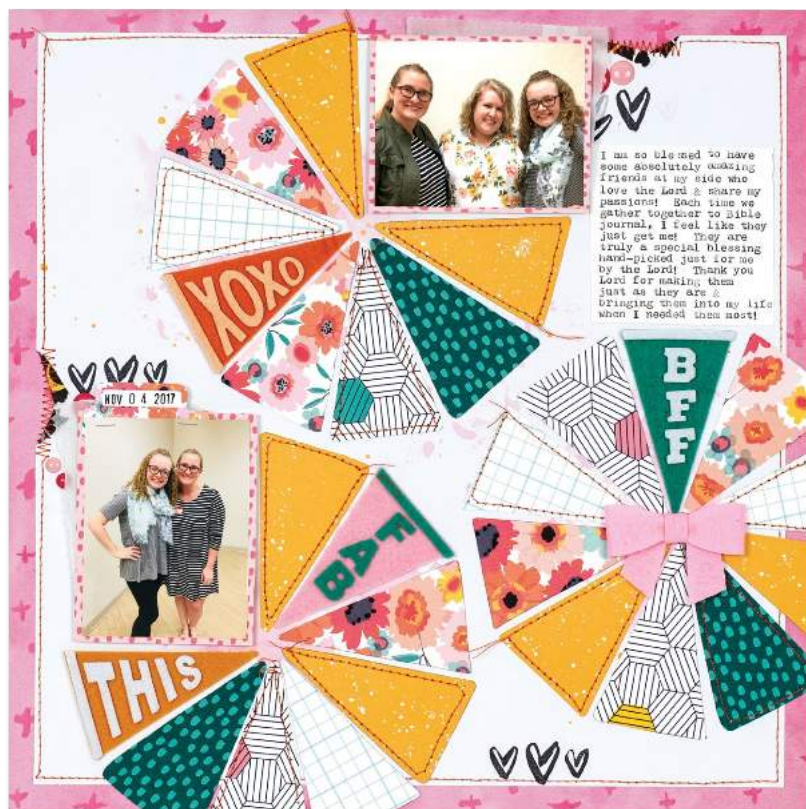 I am so blessed to have
some absolutely amazing
friends at my side who
love the Lord & share my
passions! Each time we
gather together to Bible
journal, I feel like they
just get me! They are
truly a special blessing
hand-picked just for me
by the Lord! Thank you
Lord for making them
just as they are &
bringing them into my life
when I needed them most!
XOXO
BFF
NOV 04 2017
FAB
THIS